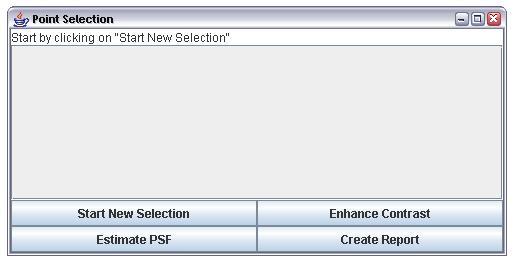 Point Selection
Start by clicking on "Start New Selection"
Start New Selection
Enhance Contrast
Estimate PSF
Create Report